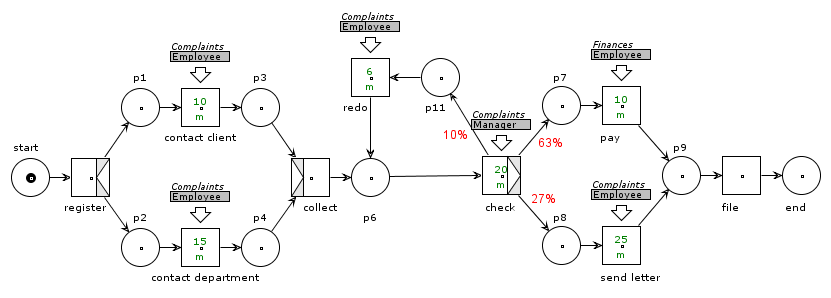 Complaints
Employee
Finances
Employee
Complaints
Employee
6
m
p1
p3
p7
redo
p11
10
m
contact client
Complaints
Manager
10
m
pay
10%
63%
start
p9
register
collect
p6
20
m
check
27%
file
end
Complaints
Employee
Complaints
Employee
p2
p4
p8
15
m
contact department
25
m
send letter